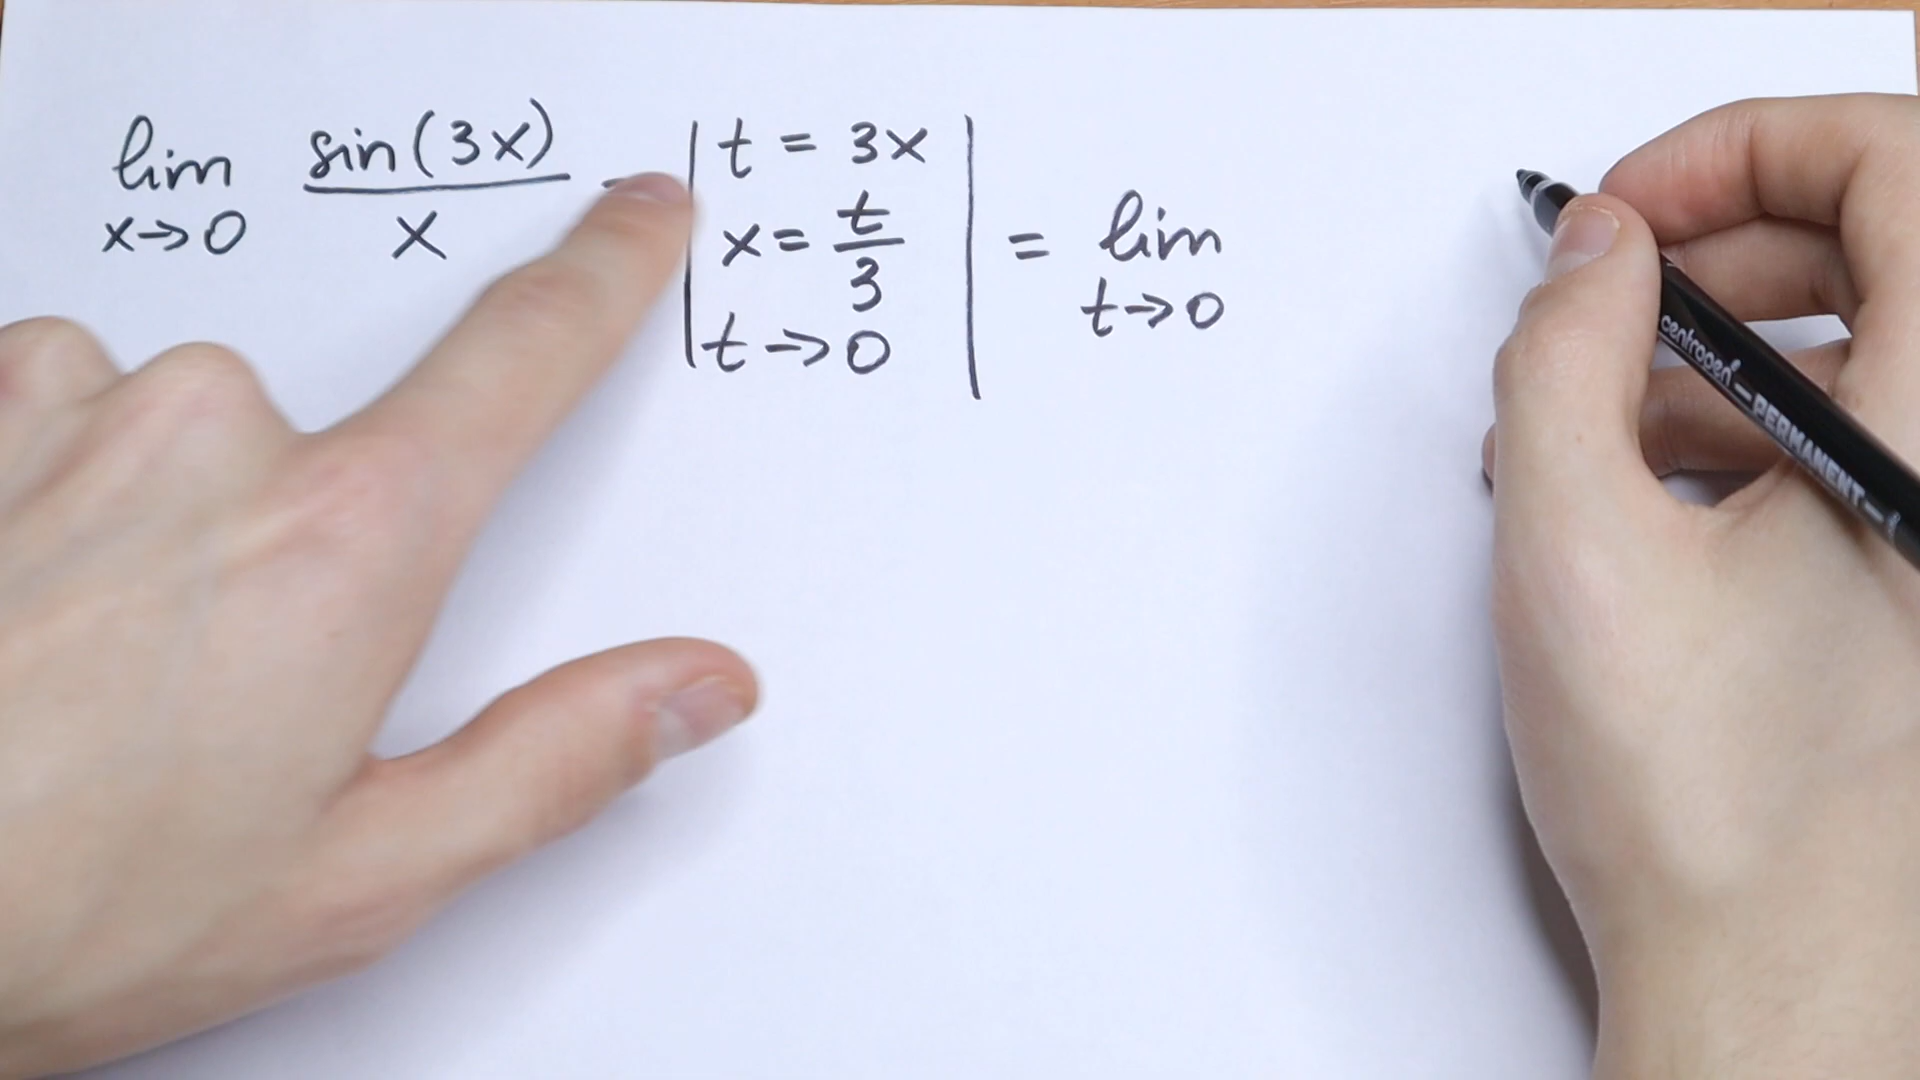 lim sin(3x)
x→0 x
t = 3x
x = t/3
t→0
= lim
t→0
centropen PERMANENT